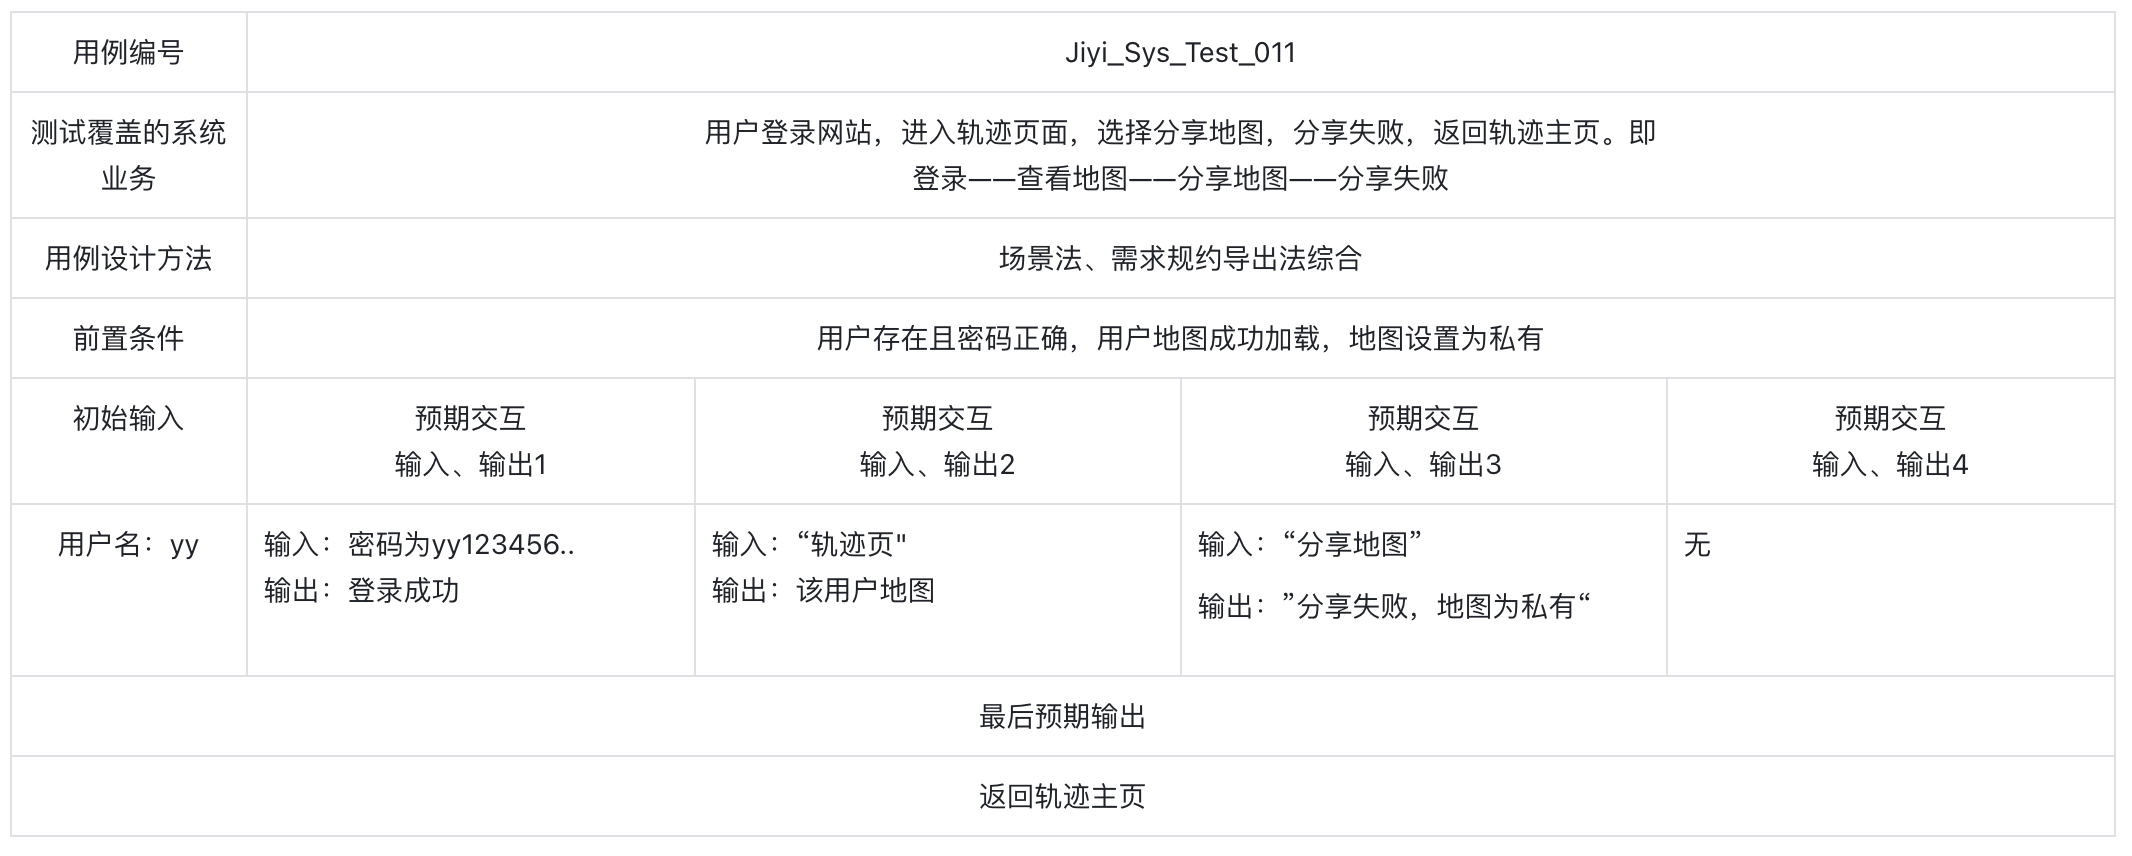 用例编号
Jiyi_Sys_Test_011
测试覆盖的系统
业务
用户登录网站，进入轨迹页面，选择分享地图，分享失败，返回轨迹主页。即
登录——查看地图——分享地图——分享失败
用例设计方法
场景法、需求规约导出法综合
前置条件
用户存在且密码正确，用户地图成功加载，地图设置为私有
初始输入
预期交互
输入、输出1
预期交互
输入、输出2
预期交互
输入、输出3
预期交互
输入、输出4
用户名：yy
输入：密码为yy123456..
输出：登录成功
输入：“轨迹页"
输出：该用户地图
输入：“分享地图”
输出：”分享失败，地图为私有“
无
最后预期输出
返回轨迹主页